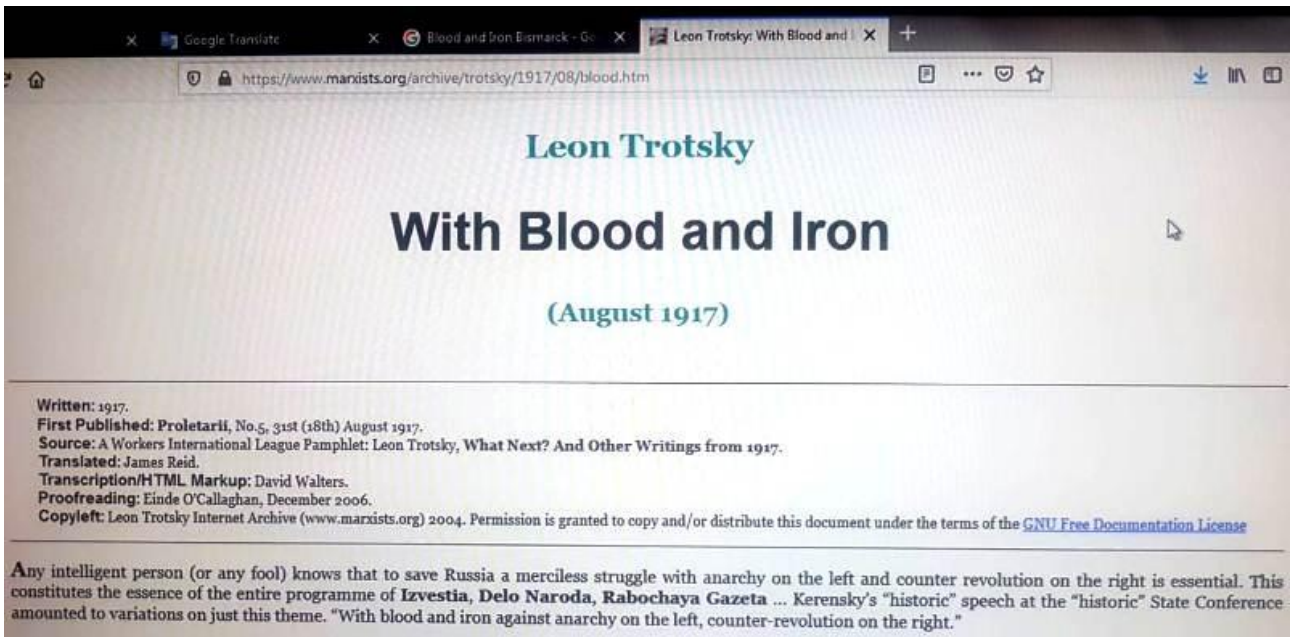 Google Translate
Blood and Iron Bismarck - Go
Leon Trotsky: With Blood and I
https://www.marxists.org/archive/trotsky/1917/08/blood.htm
Leon Trotsky
With Blood and Iron
(August 1917)
Written: 1917.
First Published: Proletarii, No.5, 31st (18th) August 1917.
Source: A Workers International League Pamphlet: Leon Trotsky, What Next? And Other Writings from 1917.
Translated: James Reid.
Transcription/HTML Markup: David Walters.
Proofreading: Einde O'Callaghan, December 2006.
Copyleft: Leon Trotsky Internet Archive (www.marxists.org) 2004. Permission is granted to copy and/or distribute this document under the terms of the GNU Free Documentation License
Any intelligent person (or any fool) knows that to save Russia a merciless struggle with anarchy on the left and counter revolution on the right is essential. This
constitutes the essence of the entire programme of Izvestia, Delo Naroda, Rabochaya Gazeta ... Kerensky's "historic" speech at the "historic" State Conference
amounted to variations on just this theme. "With blood and iron against anarchy on the left, counter-revolution on the right."